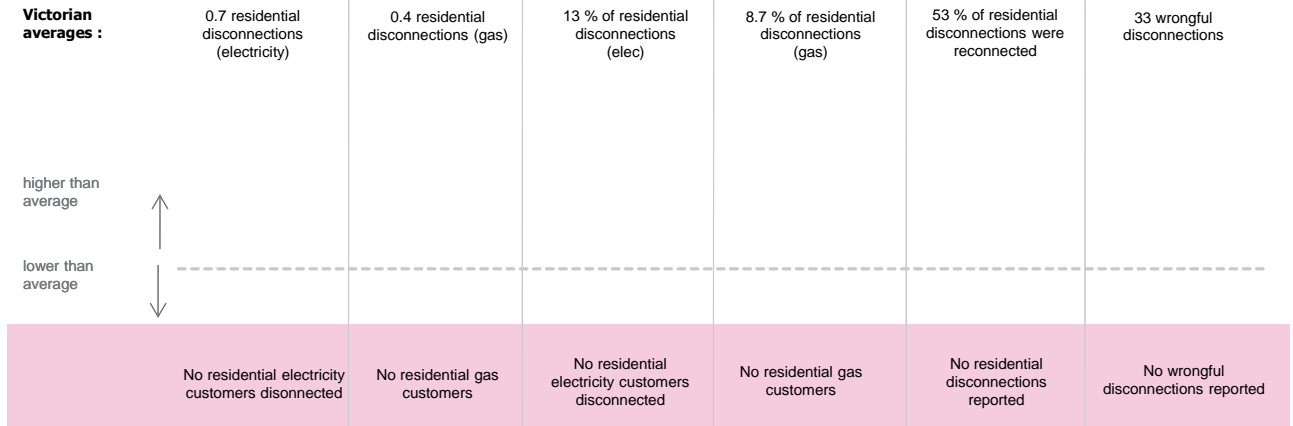 Victorian
averages :
0.7 residential
disconnections
(electricity)
0.4 residential
disconnections (gas)
13 % of residential
disconnections
(elec)
8.7 % of residential
disconnections
(gas)
53 % of residential
disconnections were
reconnected
33 wrongful
disconnections
higher than
average
lower than
average
No residential electricity
customers disonnected
No residential gas
customers
No residential
electricity customers
disconnected
No residential gas
customers
No residential
disconnections
reported
No wrongful
disconnections reported